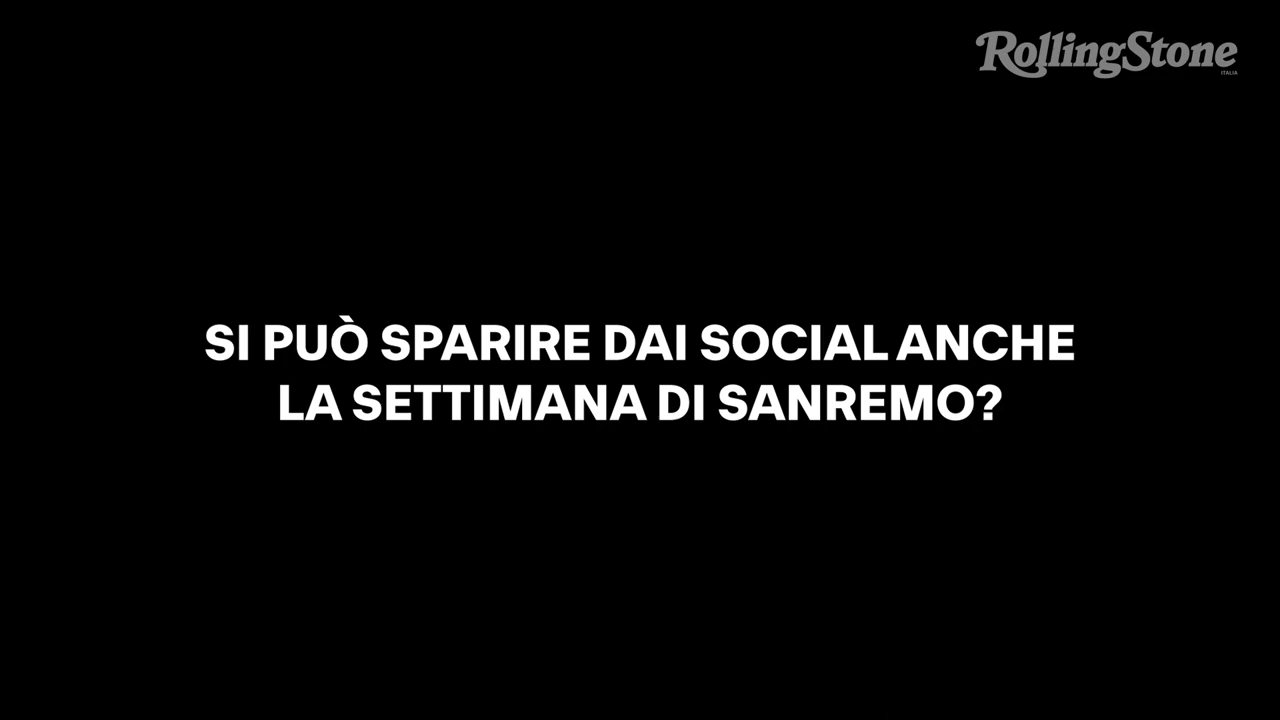 RollingStone
ITALIA
SI PUÒ SPARIRE DAI SOCIAL ANCHE
LA SETTIMANA DI SANREMO?